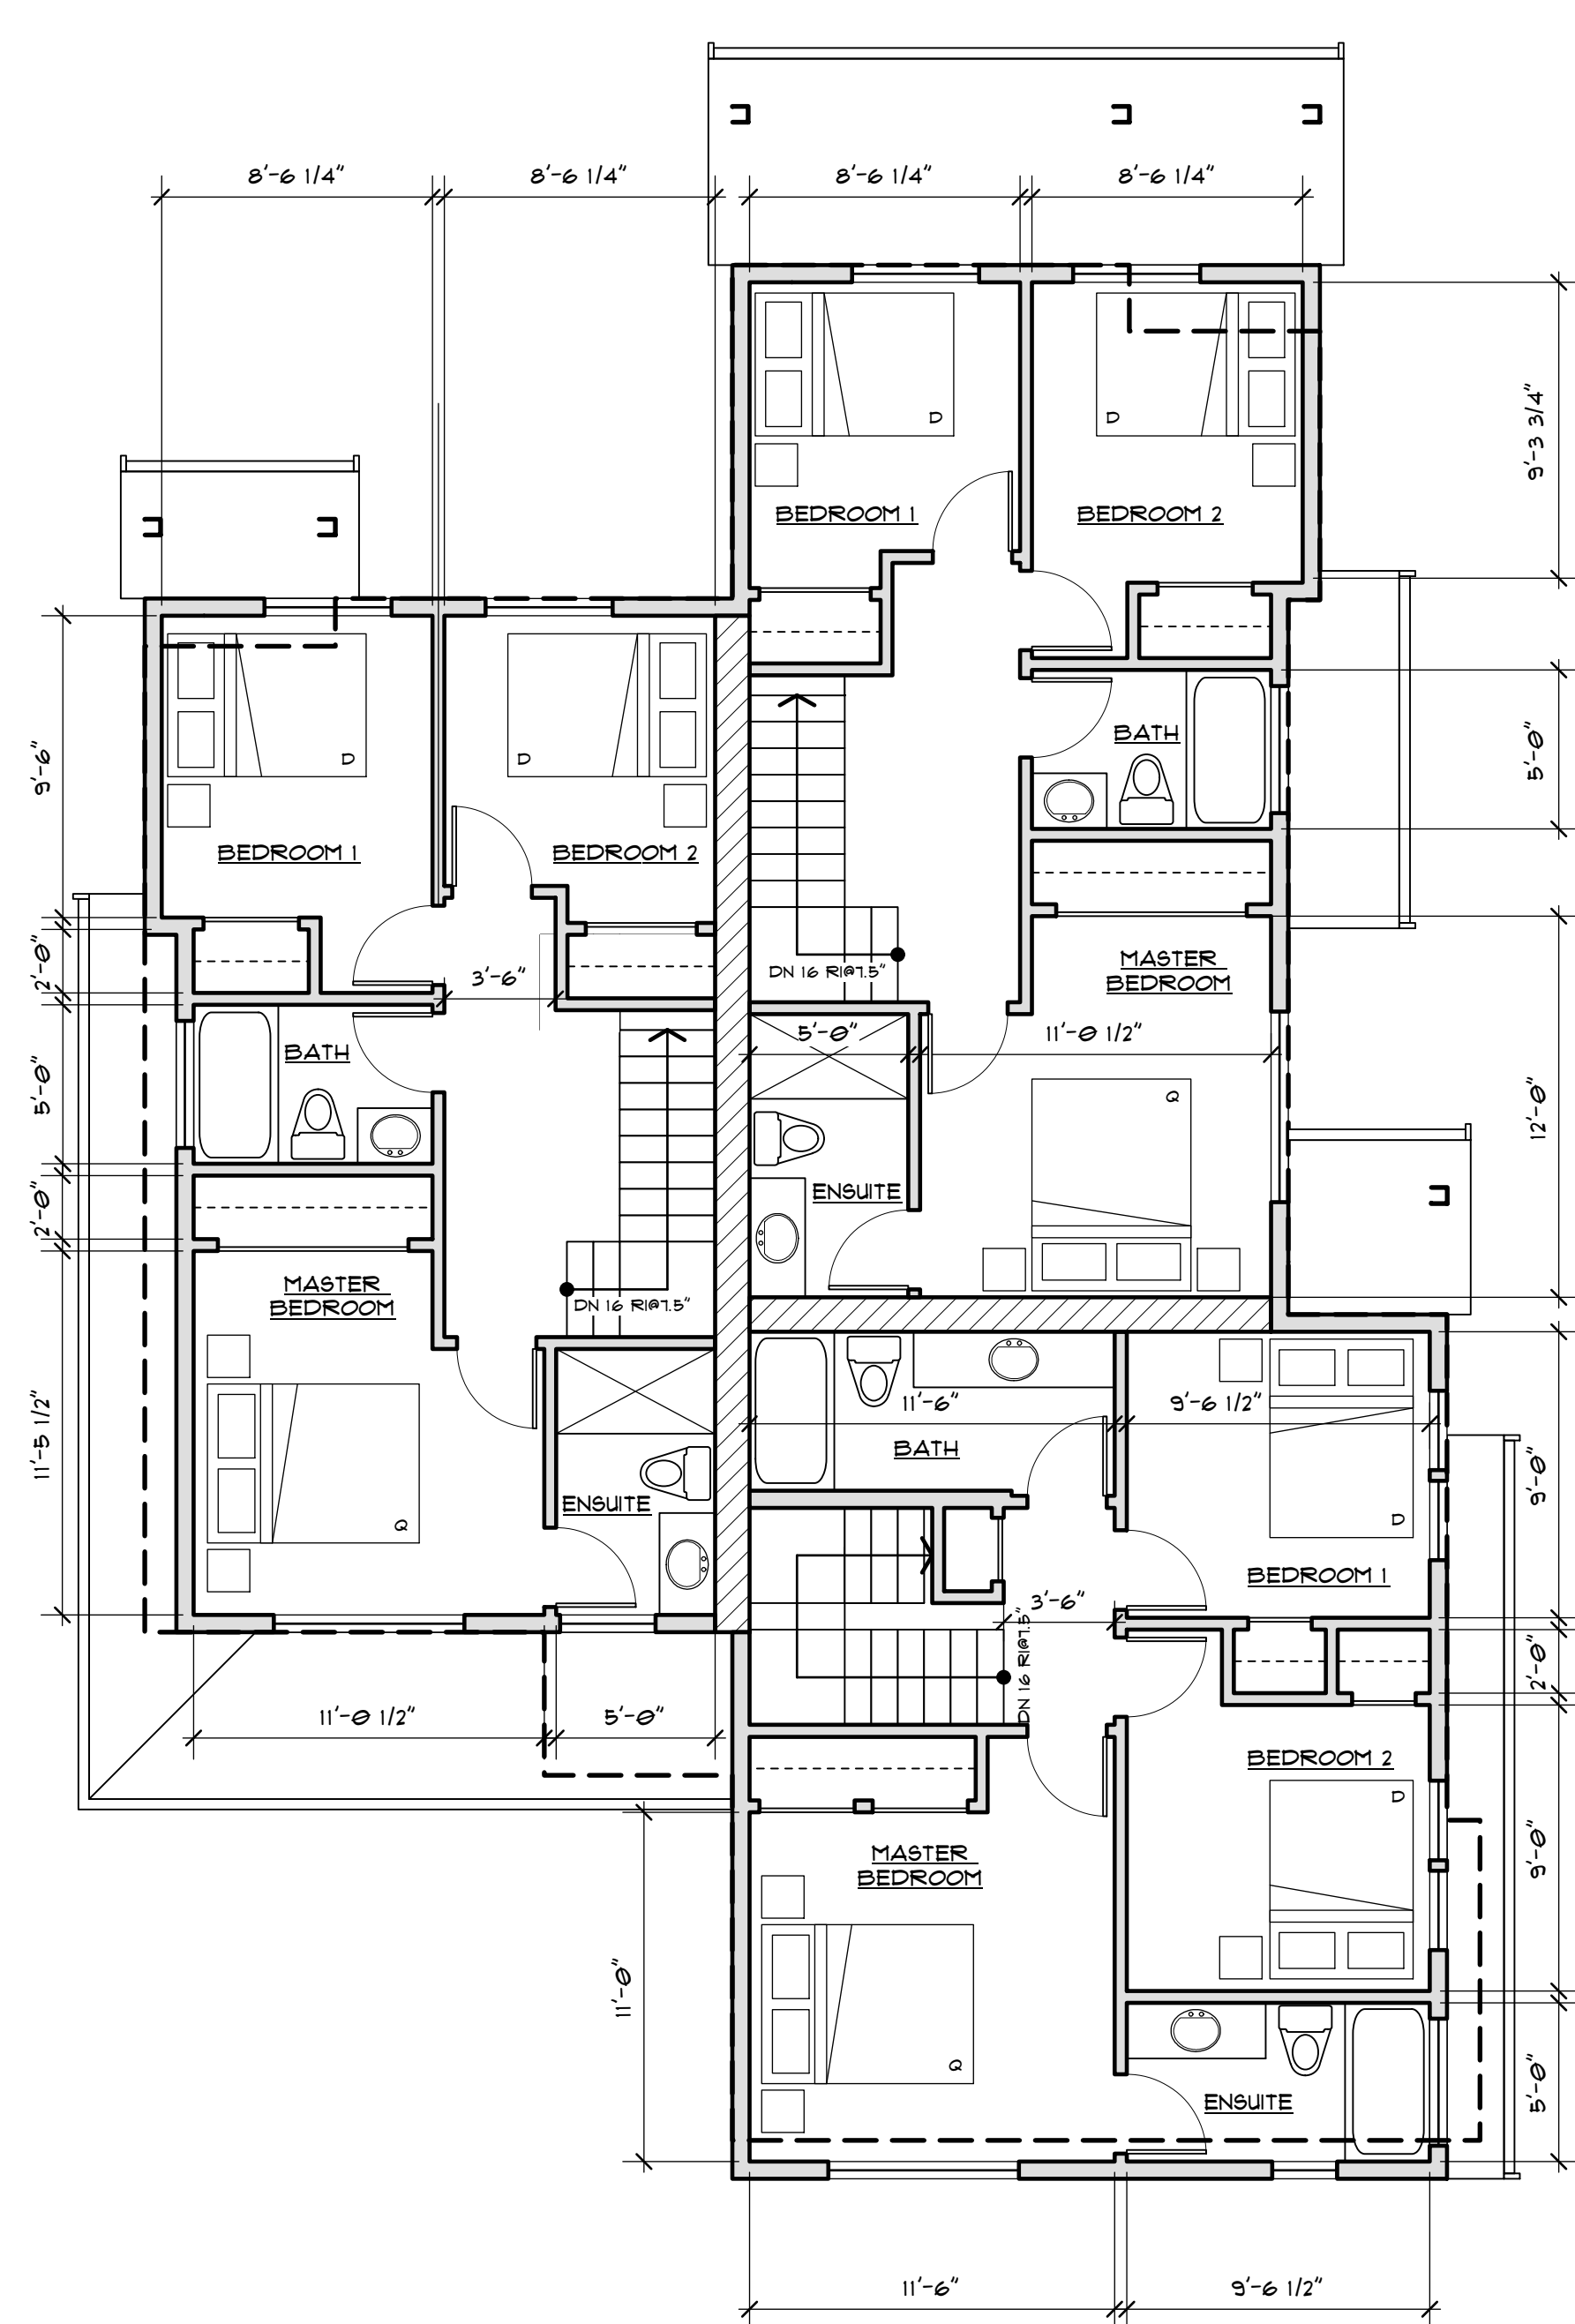 8'-6 1/4"
8'-6 1/4"
8'-6 1/4"
8'-6 1/4"
D
D
9'-3 3/4"
BEDROOM 1
BEDROOM 2
9'-6"
D
D
BATH
5'-0"
BEDROOM 1
BEDROOM 2
2'-0"
3'-6"
DN 16 RI@7.5"
MASTER
BEDROOM
5'-0"
11'-0 1/2"
BATH
5'-0"
Q
12'-0"
ENSUITE
2'-0"
MASTER
BEDROOM
DN 16 RI@7.5"
11'-5 1/2"
11'-6"
9'-6 1/2"
BATH
9'-0"
Q
ENSUITE
D
BEDROOM 1
3'-6"
DN 16 RI@7.5"
2'-0"
11'-0 1/2"
5'-0"
BEDROOM 2
D
MASTER
BEDROOM
9'-0"
11'-0"
Q
ENSUITE
5'-0"
11'-6"
9'-6 1/2"